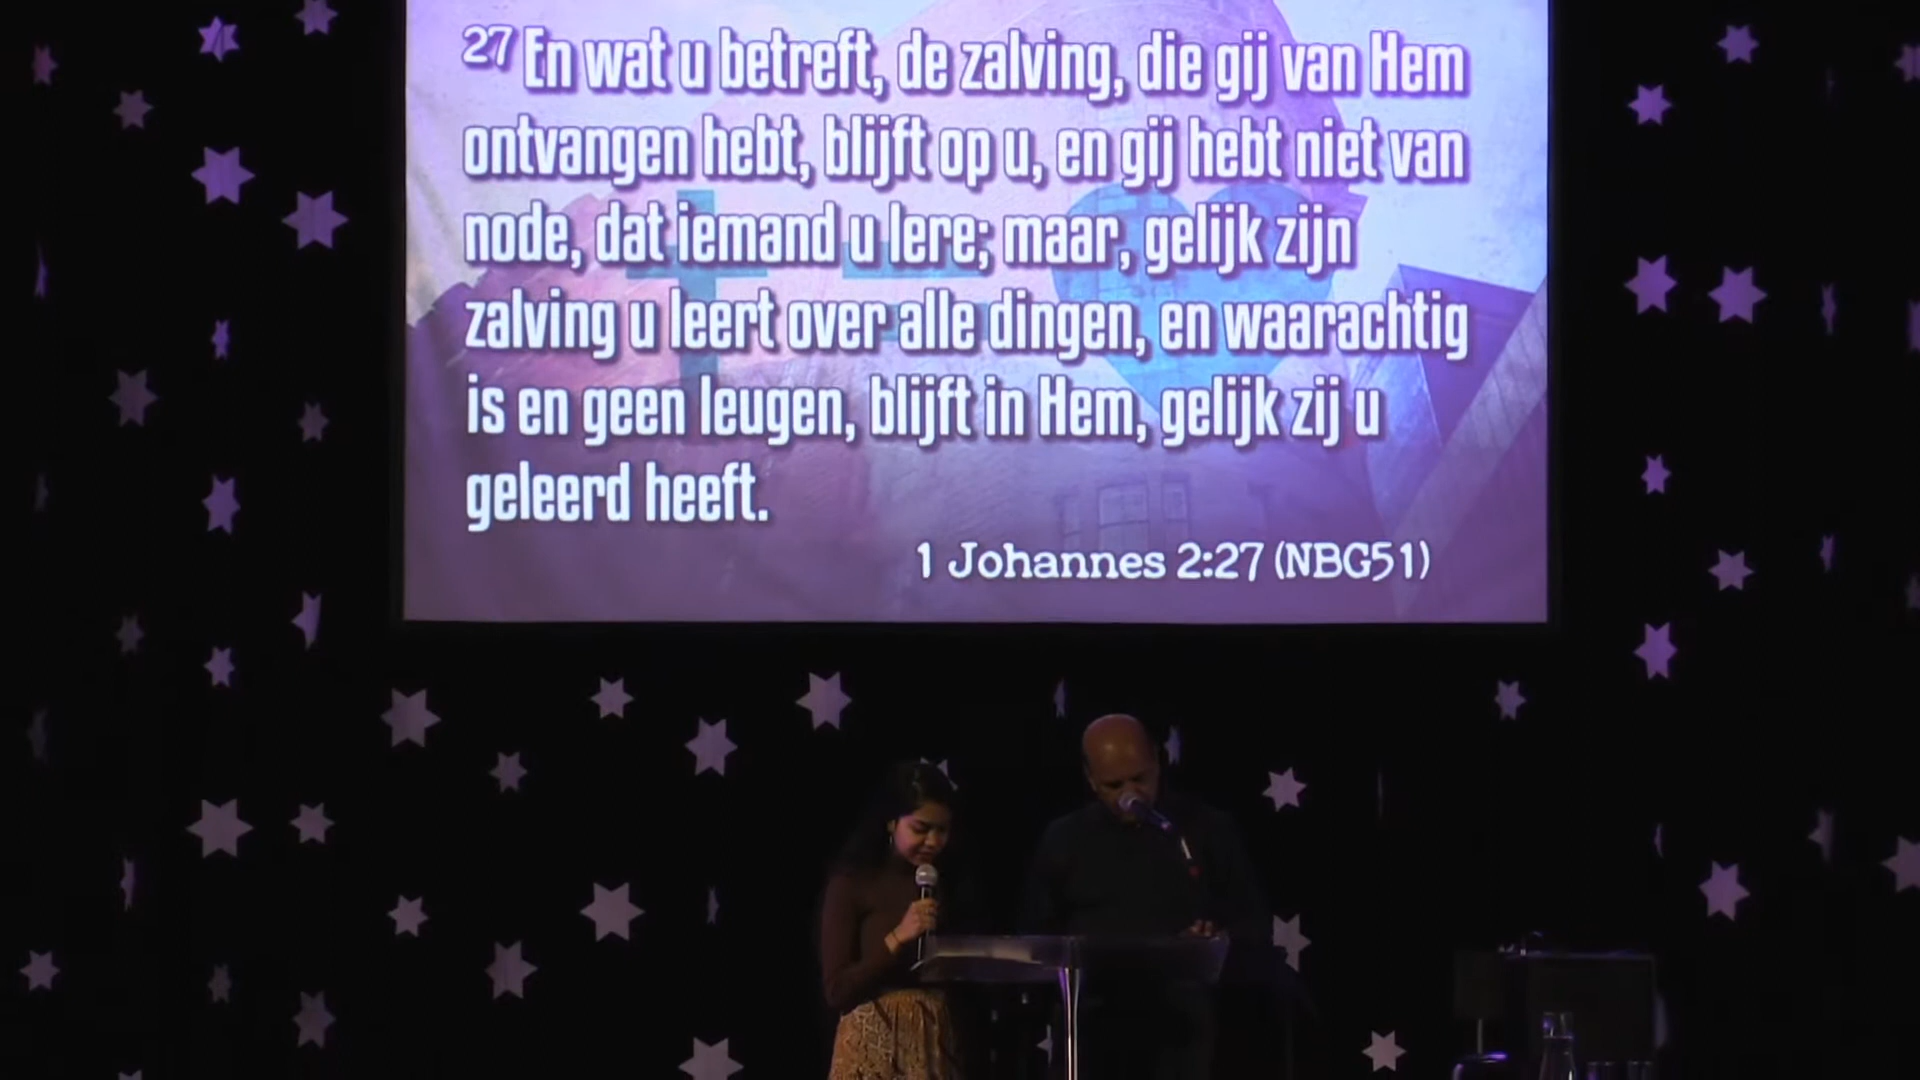 27 En wat u betreft, de zalving, die gij van Hem
ontvangen hebt, blijft op u, en gij hebt niet van
node, dat iemand u lere; maar, gelijk zijn
zalving u leert over alle dingen, en waarachtig
is en geen leugen, blijft in Hem, gelijk zij u
geleerd heeft.
1 Johannes 2:27 (NBG51)